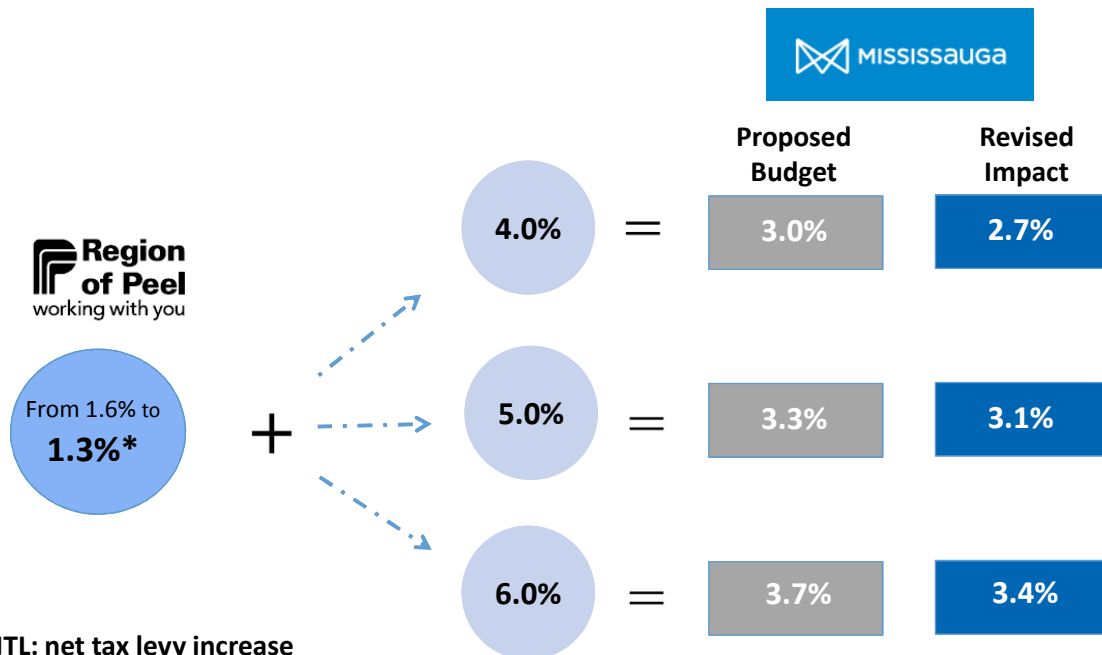 MISSISSAUGA
Proposed
Budget
Revised
Impact
4.0%
=
3.0%
2.7%
Region
of Peel
working with you
From 1.6% to
1.3%*
+
5.0%
=
3.3%
3.1%
6.0%
=
3.7%
3.4%
net tax levy increase